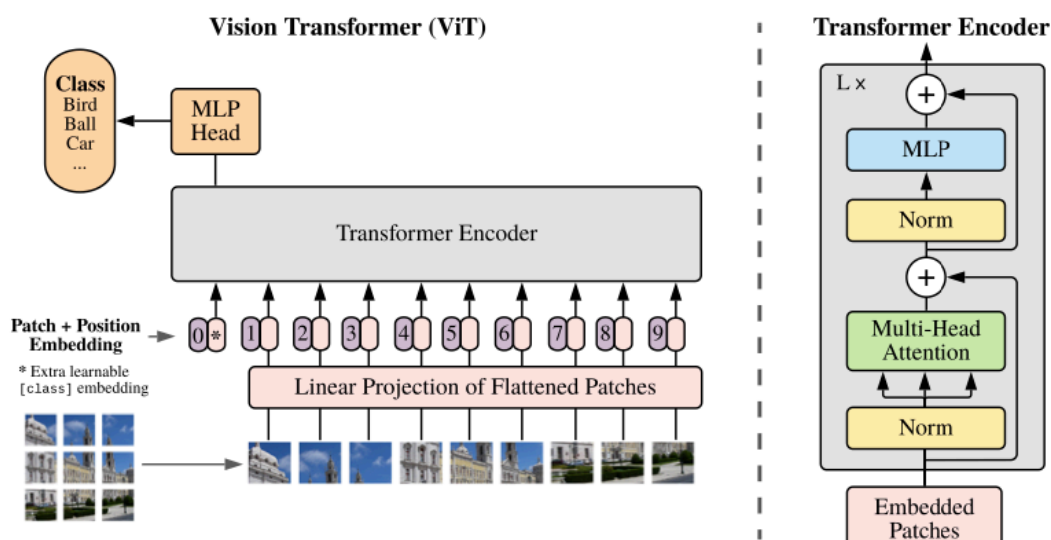 Vision Transformer (ViT)
Class
Bird
Ball
Car
...
MLP
Head
Transformer Encoder
Patch + Position
Embedding
* Extra learnable
[class] embedding
0 * 1 2 3 4 5 6 7 8 9
Linear Projection of Flattened Patches
Transformer Encoder
L ×
+
MLP
Norm
+
Multi-Head
Attention
Norm
Embedded
Patches